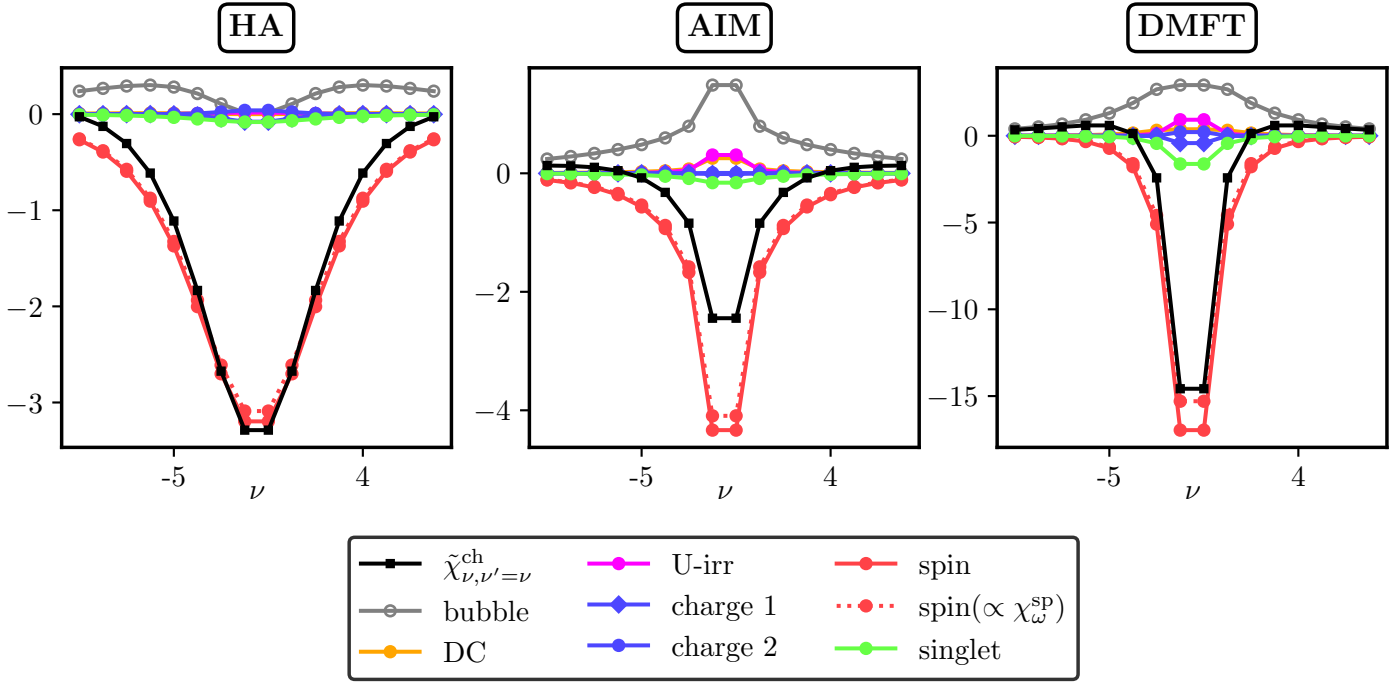 HA AIM DMFT
0
−1
−2
−3
-5 4
ν
0
−2
−4
-5 4
ν
0
−5
−10
−15
-5 4
ν
χ̃^ch_ν,ν′=ν U-irr spin
bubble charge 1 spin(∝ χ^sp_ω)
DC charge 2 singlet